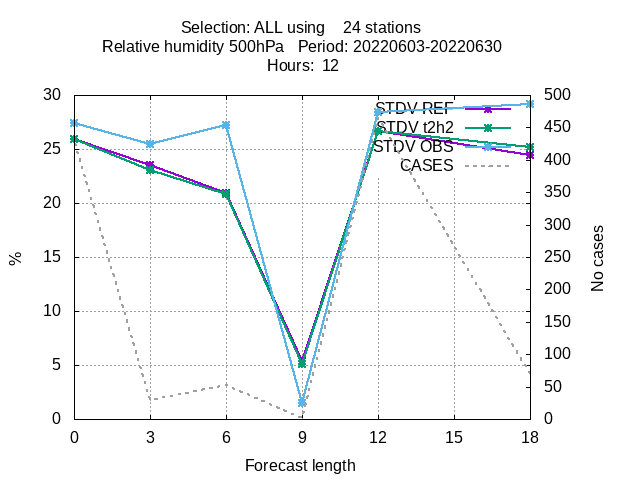 Selection: ALL using    24 stations
Relative humidity 500hPa   Period: 20220603-20220630
Hours:  12
30
25
20
15
10
5
0
%
500
450
400
350
300
250
200
150
100
50
0
No cases
STDV REF
STDV t2h2
STDV OBS
CASES
0 3 6 9 12 15 18
Forecast length